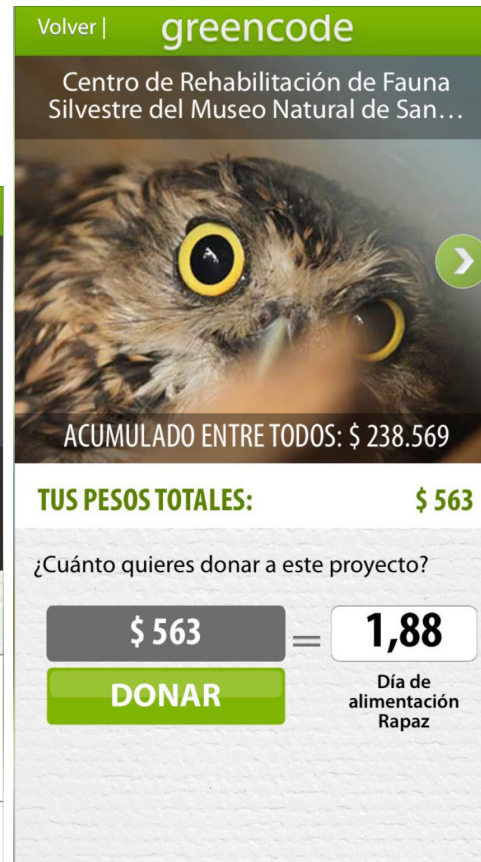 Volver |
greencode
Centro de Rehabilitación de Fauna
Silvestre del Museo Natural de San...
ACUMULADO ENTRE TODOS: $ 238.569
TUS PESOS TOTALES: $ 563
¿Cuánto quieres donar a este proyecto?
$ 563 = 1,88
DONAR
Día de
alimentación
Rapaz